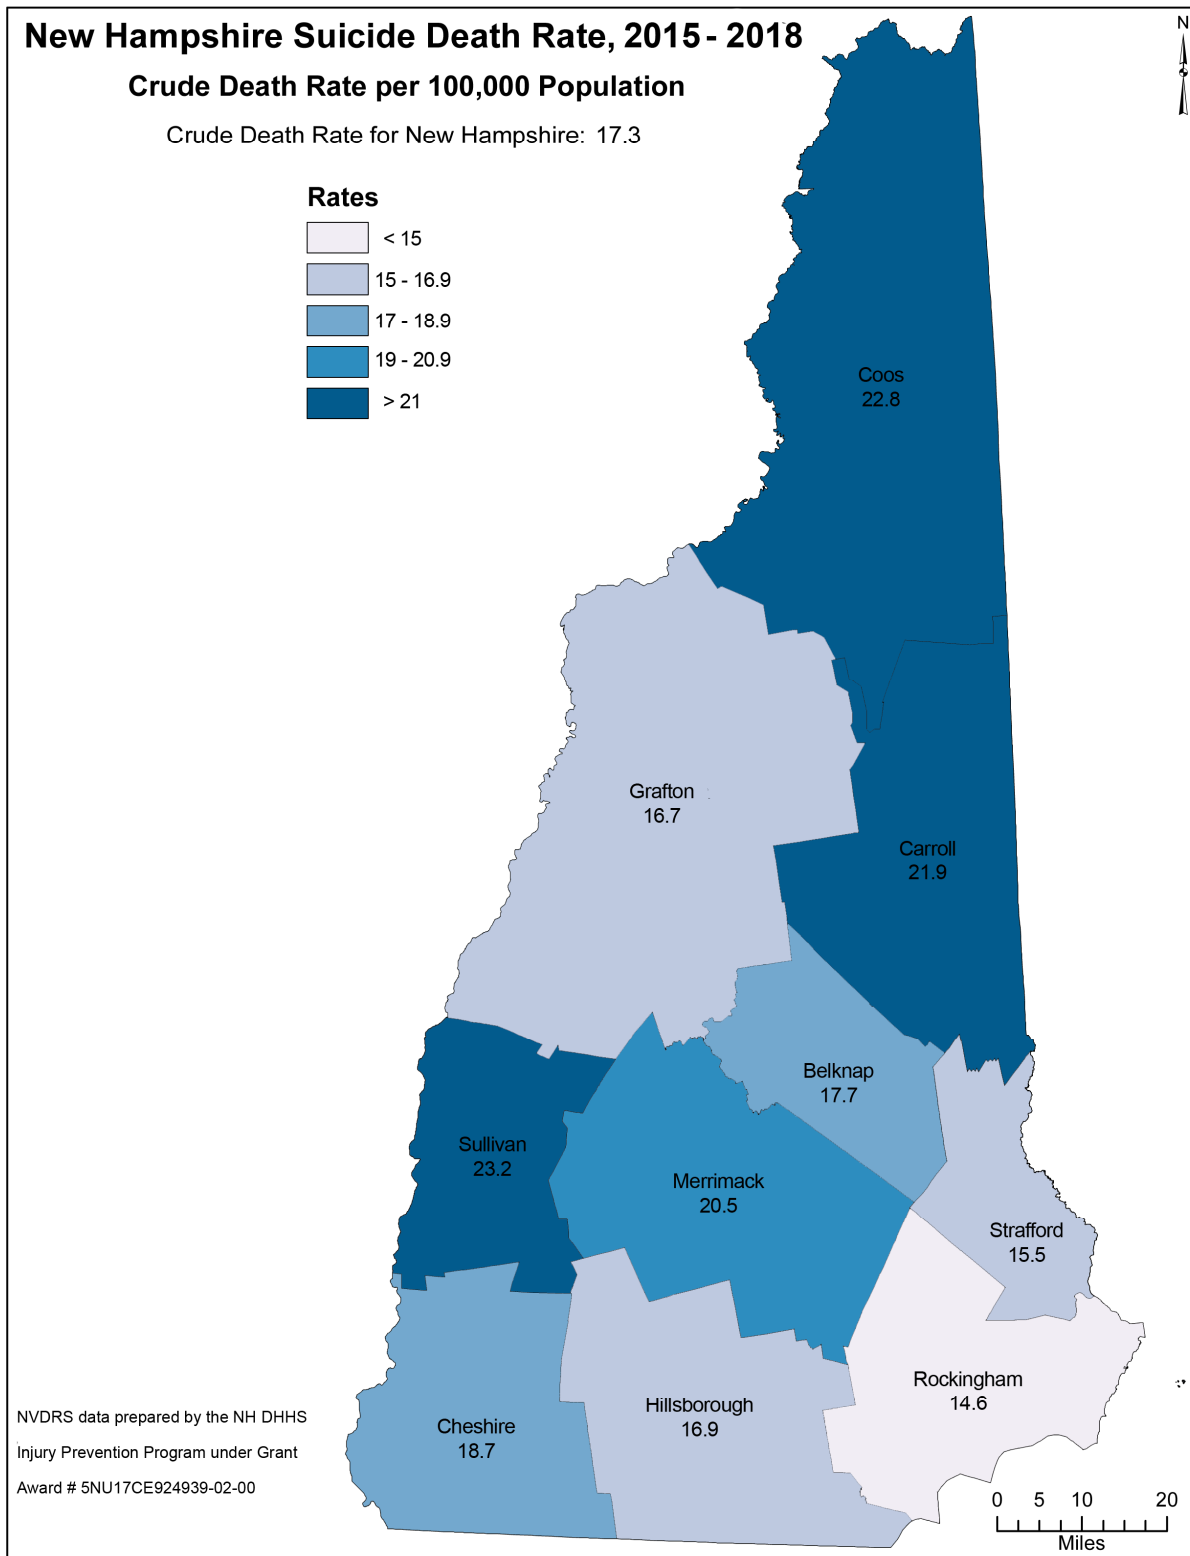 New Hampshire Suicide Death Rate, 2015 - 2018
Crude Death Rate per 100,000 Population
Crude Death Rate for New Hampshire: 17.3
N
Rates
< 15
15 - 16.9
17 - 18.9
19 - 20.9
> 21
Coos
22.8
Grafton
16.7
Carroll
21.9
Belknap
17.7
Sullivan
23.2
Merrimack
20.5
Strafford
15.5
Rockingham
14.6
Hillsborough
16.9
Cheshire
18.7
NVDRS data prepared by the NH DHHS
Injury Prevention Program under Grant
Award # 5NU17CE924939-02-00
0 5 10 20
Miles